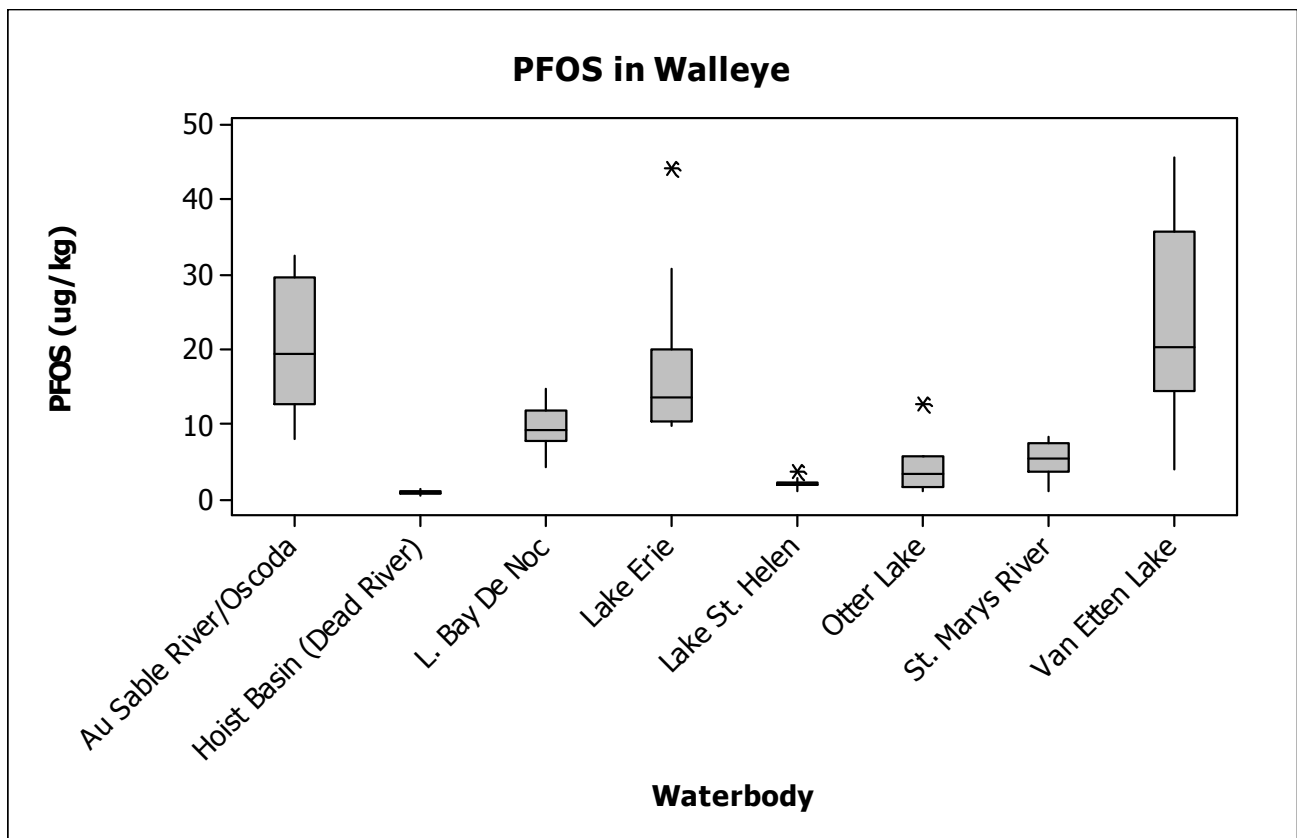 PFOS in Walleye
PFOS (ug/kg)
50
40
30
20
10
0
Au Sable River/Oscoda
Hoist Basin (Dead River)
L. Bay De Noc
Lake Erie
Lake St. Helen
Otter Lake
St. Marys River
Van Etten Lake
Waterbody